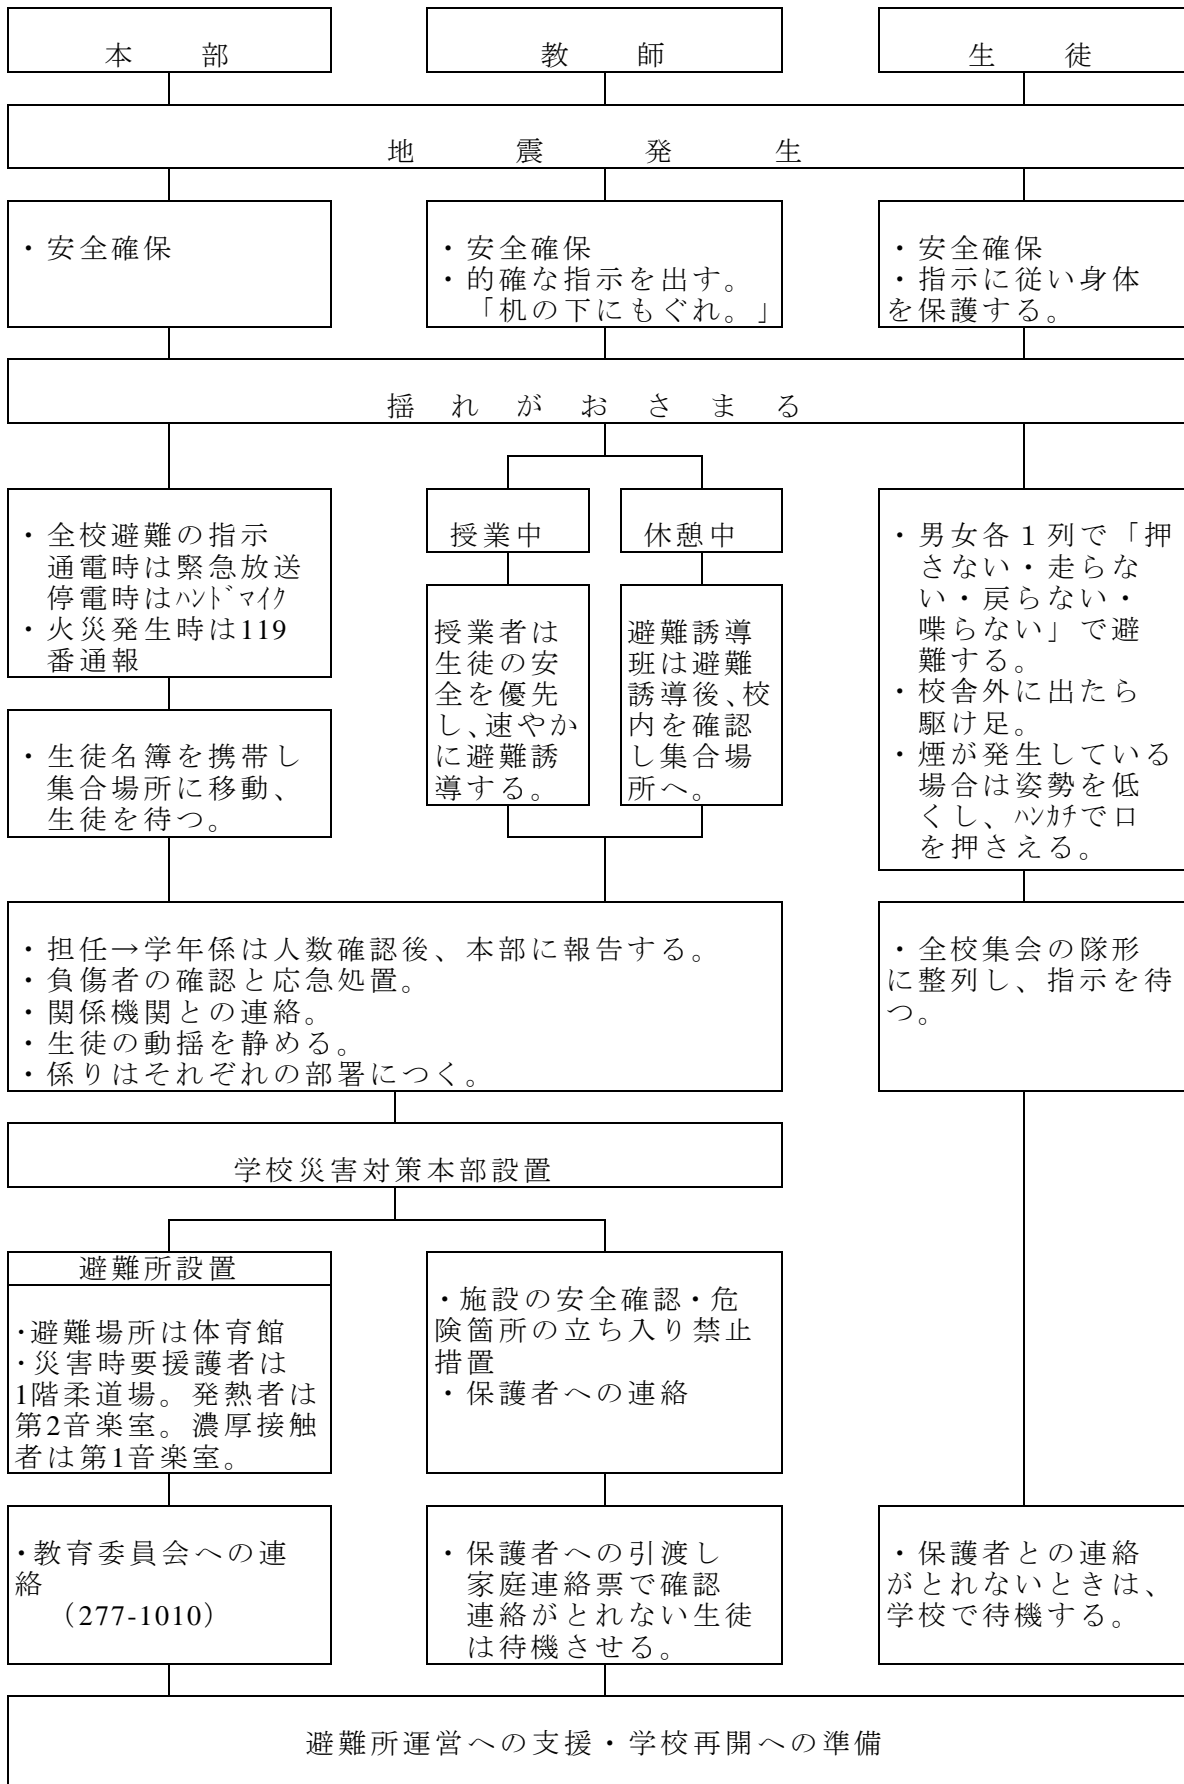 本部
教師
生徒
地震発生
・安全確保
・安全確保
・的確な指示を出す。
「机の下にもぐれ。」
・安全確保
・指示に従い身体
を保護する。
揺れがおさまる
・全校避難の指示
通電時は緊急放送
停電時はﾊﾝﾄﾞﾏｲｸ
・火災発生時は119
番通報
・生徒名簿を携帯し
集合場所に移動、
生徒を待つ。
授業中
授業者は
生徒の安
全を優先
し、速やか
に避難誘
導する。
休憩中
避難誘導
班は避難
誘導後、校
内を確認
し集合場
所へ。
・男女各１列で「押
さない・走らな
い・戻らない・
喋らない」で避
難する。
・校舎外に出たら
駆け足。
・煙が発生している
場合は姿勢を低
くし、ﾊﾝｶﾁで口
を押さえる。
・担任→学年係は人数確認後、本部に報告する。
・負傷者の確認と応急処置。
・関係機関との連絡。
・生徒の動揺を静める。
・係りはそれぞれの部署につく。
・全校集会の隊形
に整列し、指示を待
つ。
学校災害対策本部設置
避難所設置
・避難場所は体育館
・災害時要援護者は
1階柔道場。発熱者は
第2音楽室。濃厚接触
者は第1音楽室。
・施設の安全確認・危
険箇所の立ち入り禁止
措置
・保護者への連絡
・教育委員会への連
絡
（277-1010）
・保護者への引渡し
家庭連絡票で確認
連絡がとれない生徒
は待機させる。
・保護者との連絡
がとれないときは、
学校で待機する。
避難所運営への支援・学校再開への準備